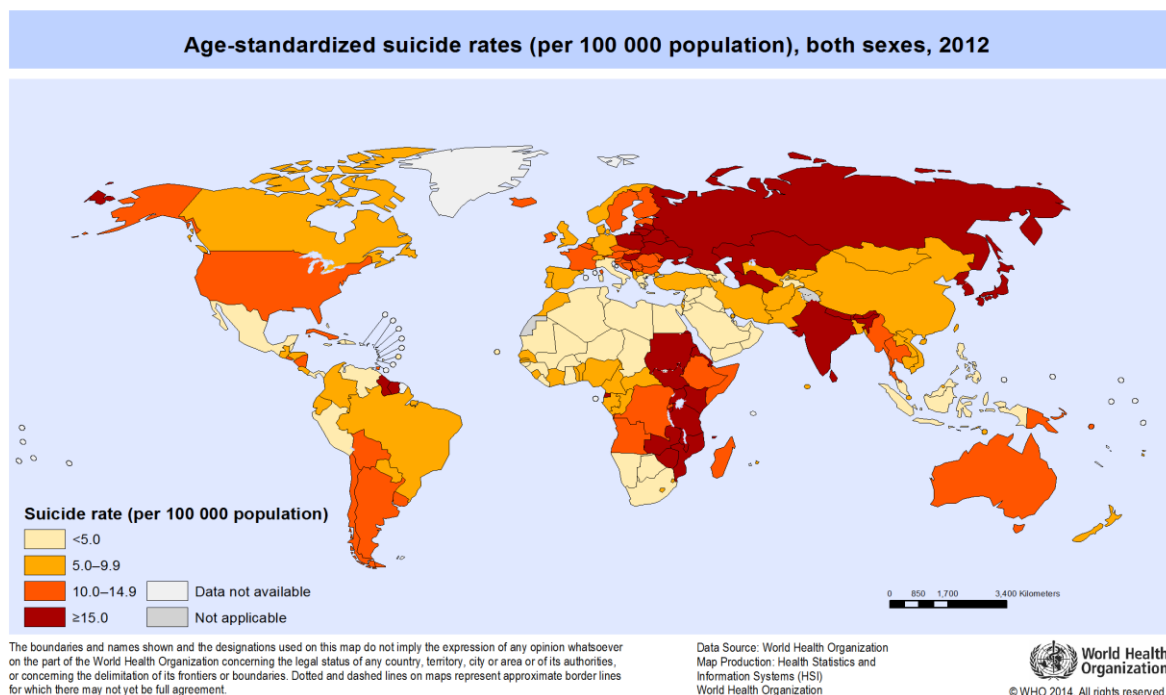 Age-standardized suicide rates (per 100 000 population), both sexes, 2012
Suicide rate (per 100 000 population)
<5.0
5.0–9.9
10.0–14.9
≥15.0
Data not available
Not applicable
0 850 1,700 3,400 Kilometers
The boundaries and names shown and the designations used on this map do not imply the expression of any opinion whatsoever
on the part of the World Health Organization concerning the legal status of any country, territory, city or area or of its authorities,
or concerning the delimitation of its frontiers or boundaries. Dotted and dashed lines on maps represent approximate border lines
for which there may not yet be full agreement.
Data Source: World Health Organization
Map Production: Health Statistics and
Information Systems (HSI)
World Health Organization
World Health
Organization
© WHO 2014. All rights reserved.